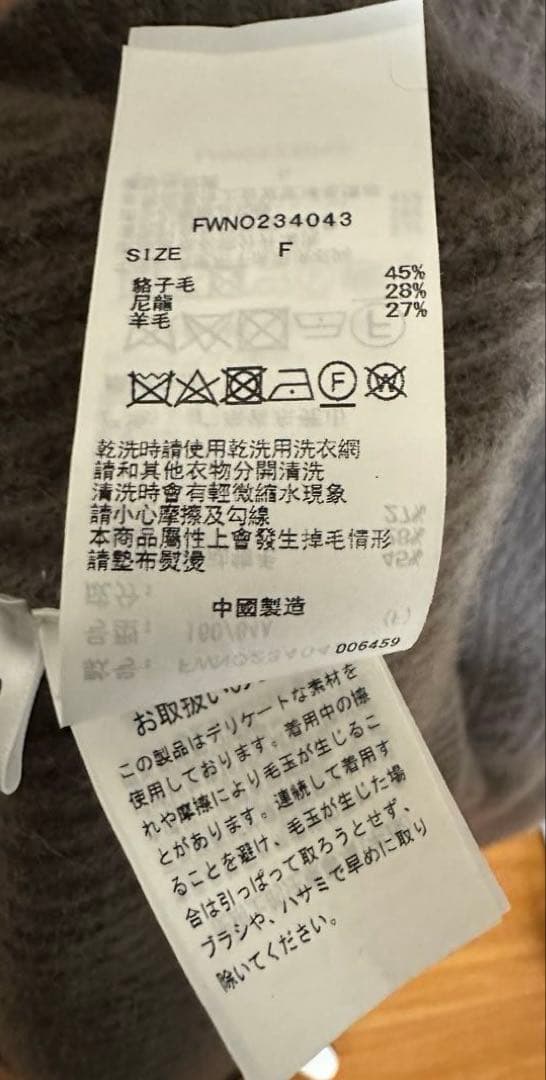 FWNO234043
SIZE F
貉子毛 45%
尼龍 28%
羊毛 27%
F
W
乾洗時請使用乾洗用洗衣網
請和其他衣物分開清洗
清洗時會有輕微縮水現象
請小心摩擦及勾線
本商品屬性上會發生掉毛情形
請墊布熨燙
中國製造
006459
お取扱い
この製品はデリケートな素材を
使用しております。着用中の擦
れや摩擦により毛玉が生じるこ
とがあります。連続して着用す
ることを避け、毛玉が生じた場
合は引っぱって取ろうとせず、
ブラシや、ハサミで早めに取り
除いてください。